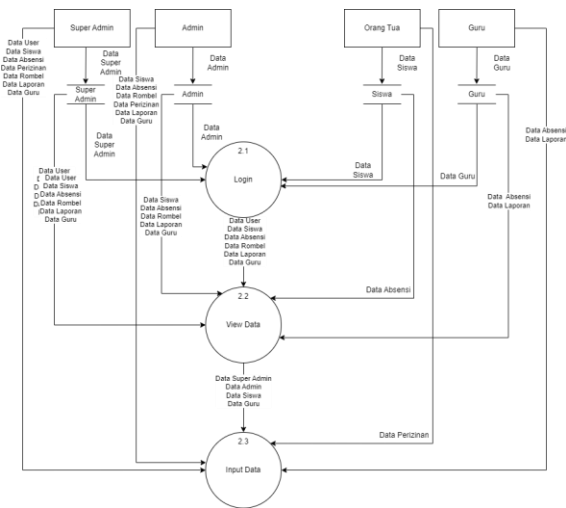 Super Admin
Admin
Orang Tua
Guru
Data User
Data Siswa
Data Absensi
Data Perizinan
Data Rombel
Data Laporan
Data Guru
Data
Super
Admin
Data
Admin
Data
Siswa
Data
Guru
Super
Admin
Admin
Siswa
Guru
Data Siswa
Data Absensi
Data Rombel
Data Perizinan
Data Laporan
Data Guru
Data
Super
Admin
Data
Admin
Data Absensi
Data Laporan
2.1
Login
Data
Siswa
Data Guru
Data User
Data User
Data Siswa
Data Absensi
Data Rombel
Data Laporan
Data Guru
Data Siswa
Data Absensi
Data Rombel
Data Laporan
Data Guru
Data Absensi
Data Laporan
Data User
Data Siswa
Data Absensi
Data Rombel
Data Laporan
Data Guru
2.2
View Data
Data Absensi
Data Super Admin
Data Admin
Data Siswa
Data Guru
2.3
Input Data
Data Perizinan